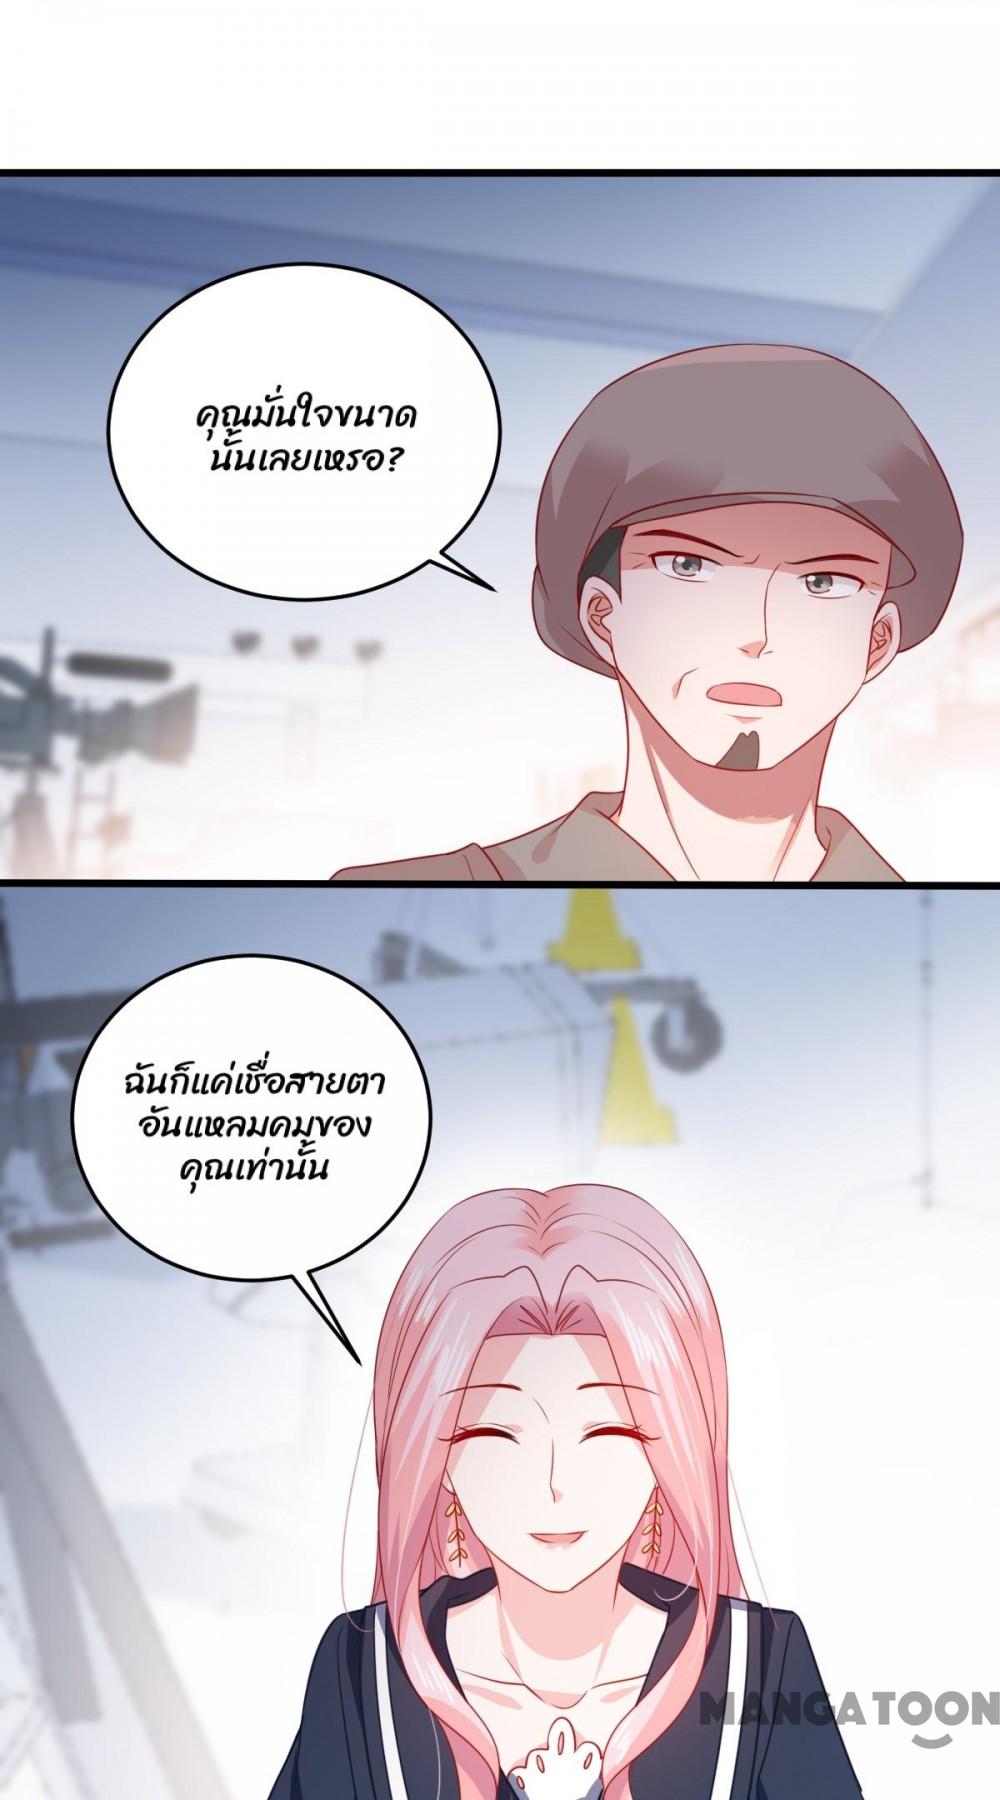 คุณมั่นใจขนาด
นั้นเลยเหรอ?
ฉันก็แค่เชื่อสายตา
อันแหลมคมของ
คุณเท่านั้น
MANGATOON